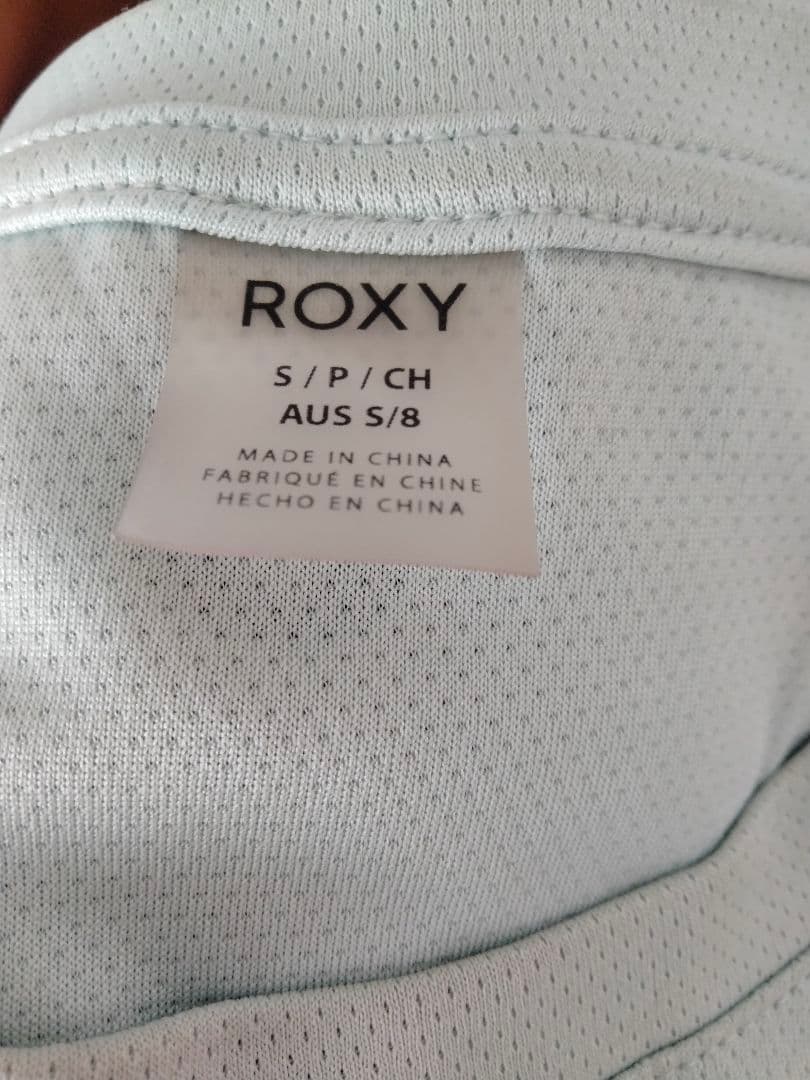 ROXY
S / P / CH
AUS S/8
MADE IN CHINA
FABRIQUÉ EN CHINE
HECHO EN CHINA